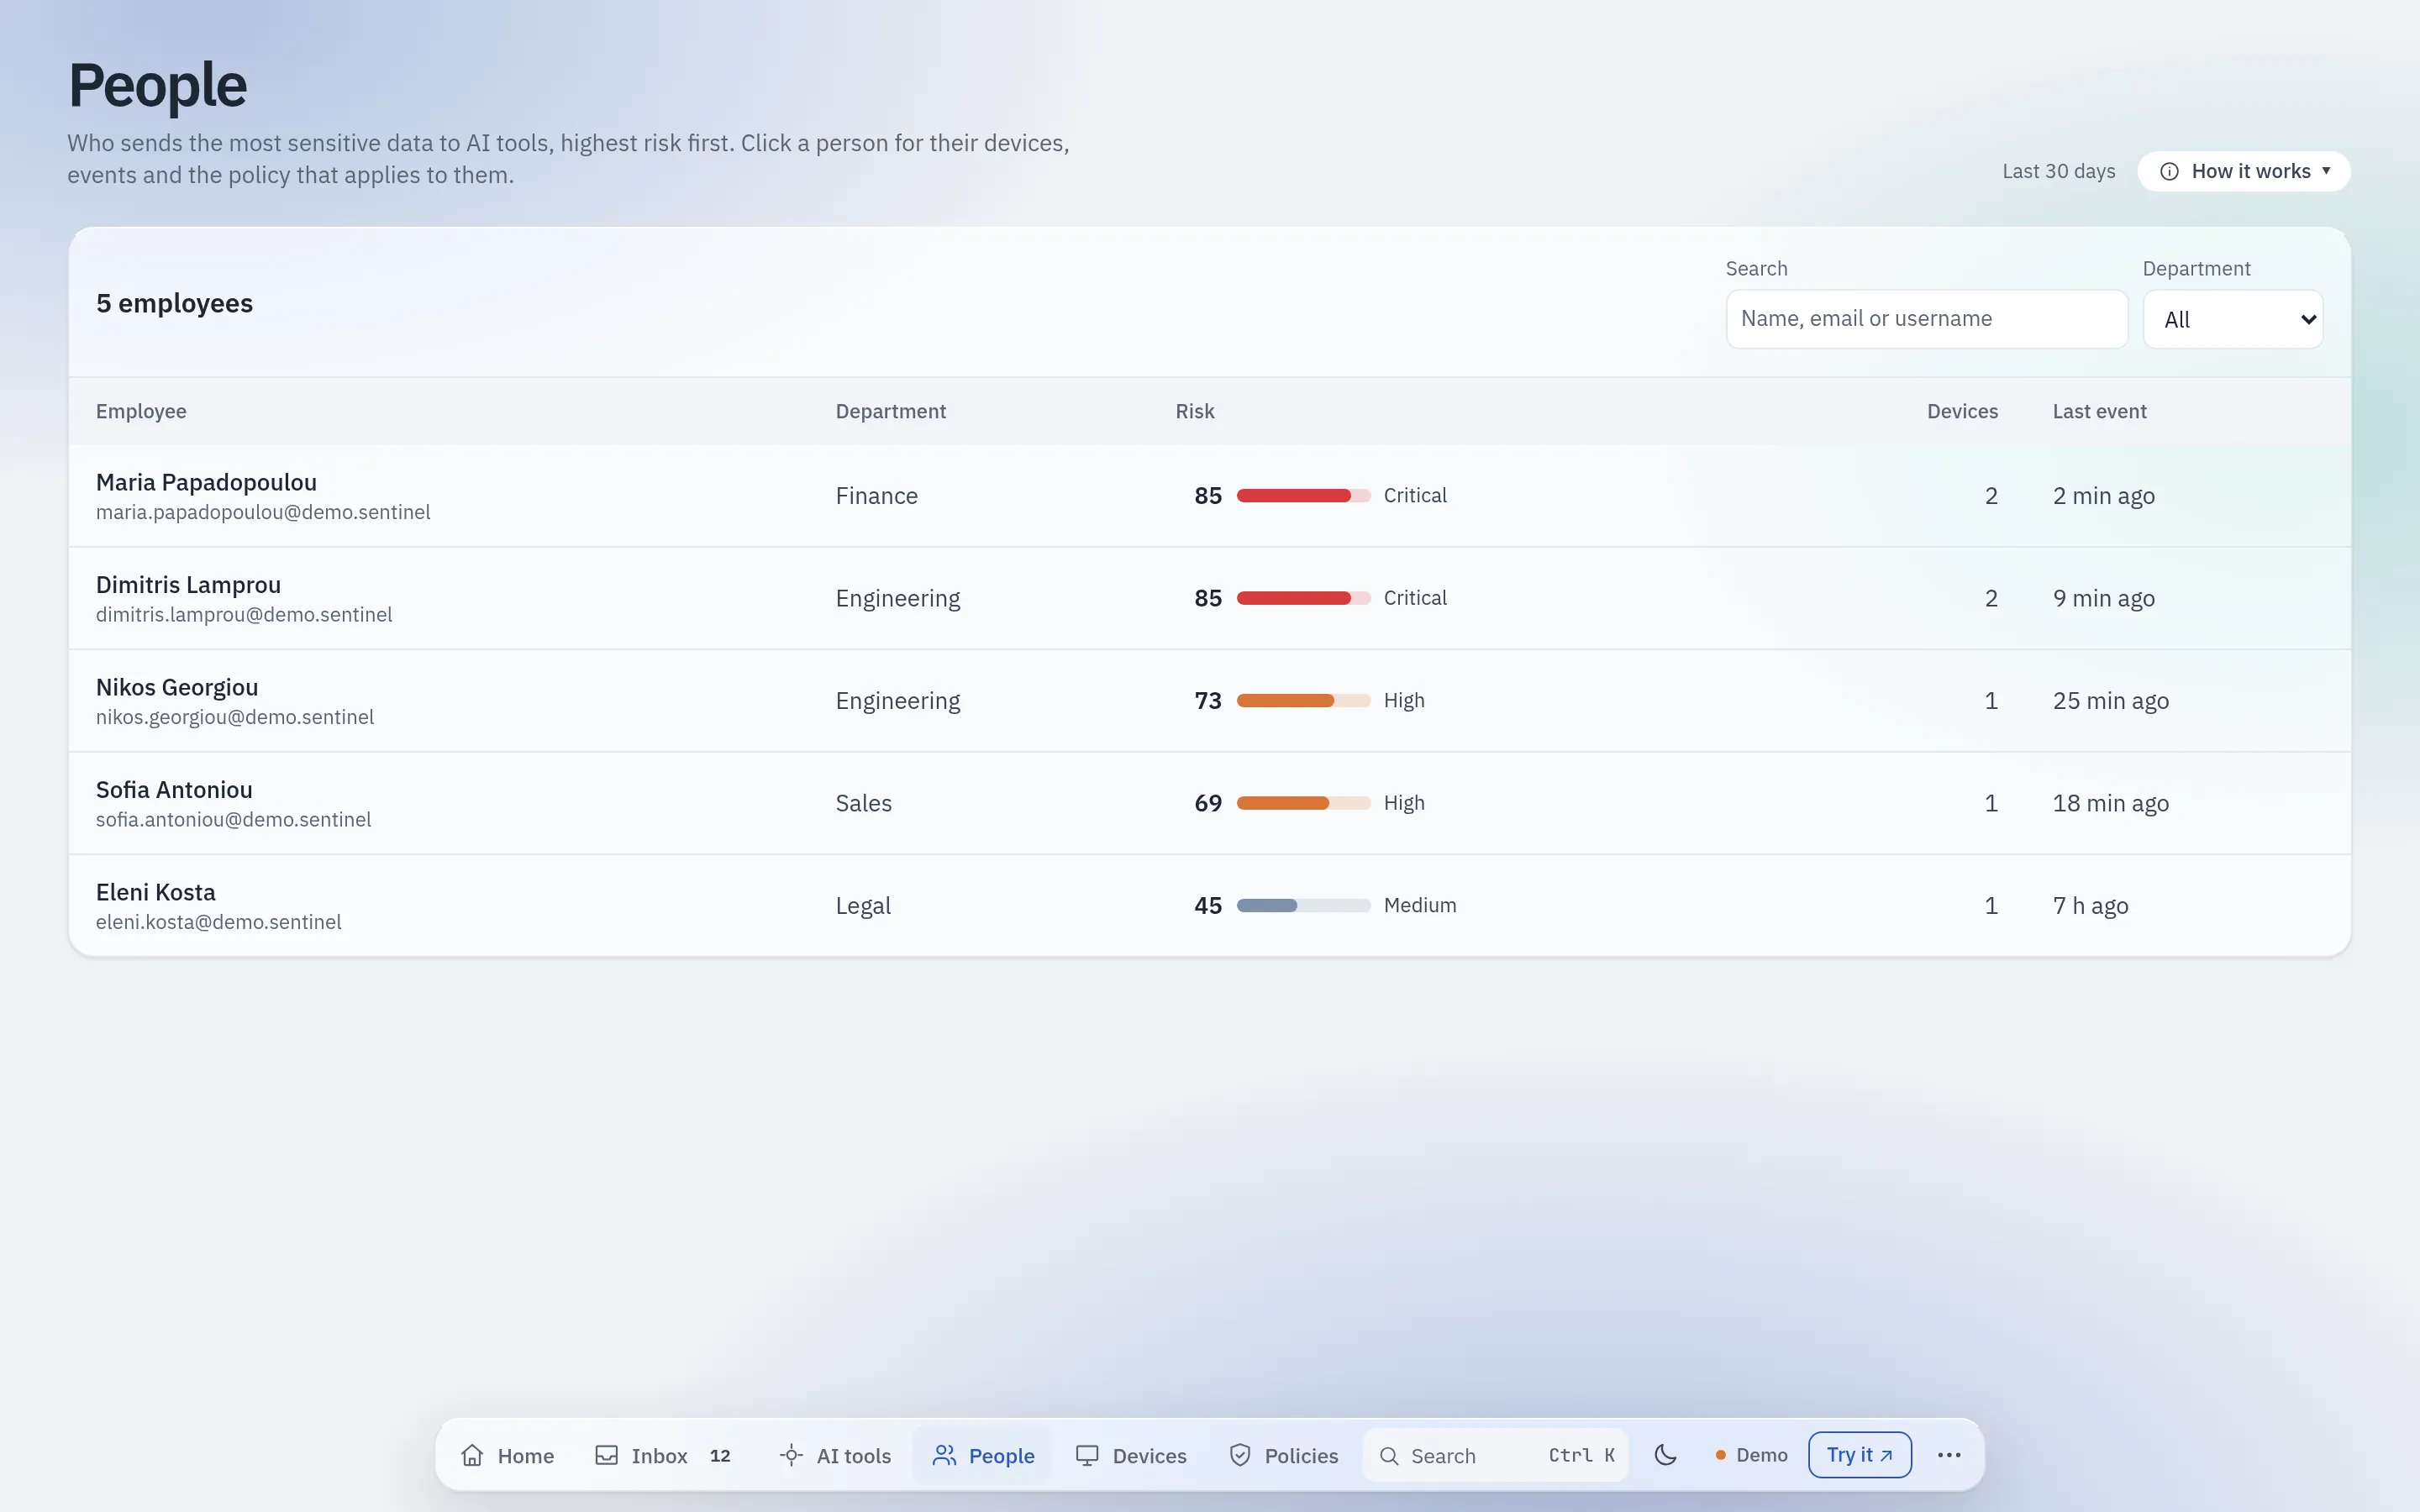 People
Who sends the most sensitive data to AI tools, highest risk first. Click a person for their devices,
events and the policy that applies to them.
Last 30 days
How it works
5 employees
Search
Department
Name, email or username
All
Employee Department Risk Devices Last event
Maria Papadopoulou
maria.papadopoulou@demo.sentinel
Finance 85 Critical 2 2 min ago
Dimitris Lamprou
dimitris.lamprou@demo.sentinel
Engineering 85 Critical 2 9 min ago
Nikos Georgiou
nikos.georgiou@demo.sentinel
Engineering 73 High 1 25 min ago
Sofia Antoniou
sofia.antoniou@demo.sentinel
Sales 69 High 1 18 min ago
Eleni Kosta
eleni.kosta@demo.sentinel
Legal 45 Medium 1 7 h ago
Home Inbox 12 AI tools People Devices Policies Search Ctrl K Demo Try it